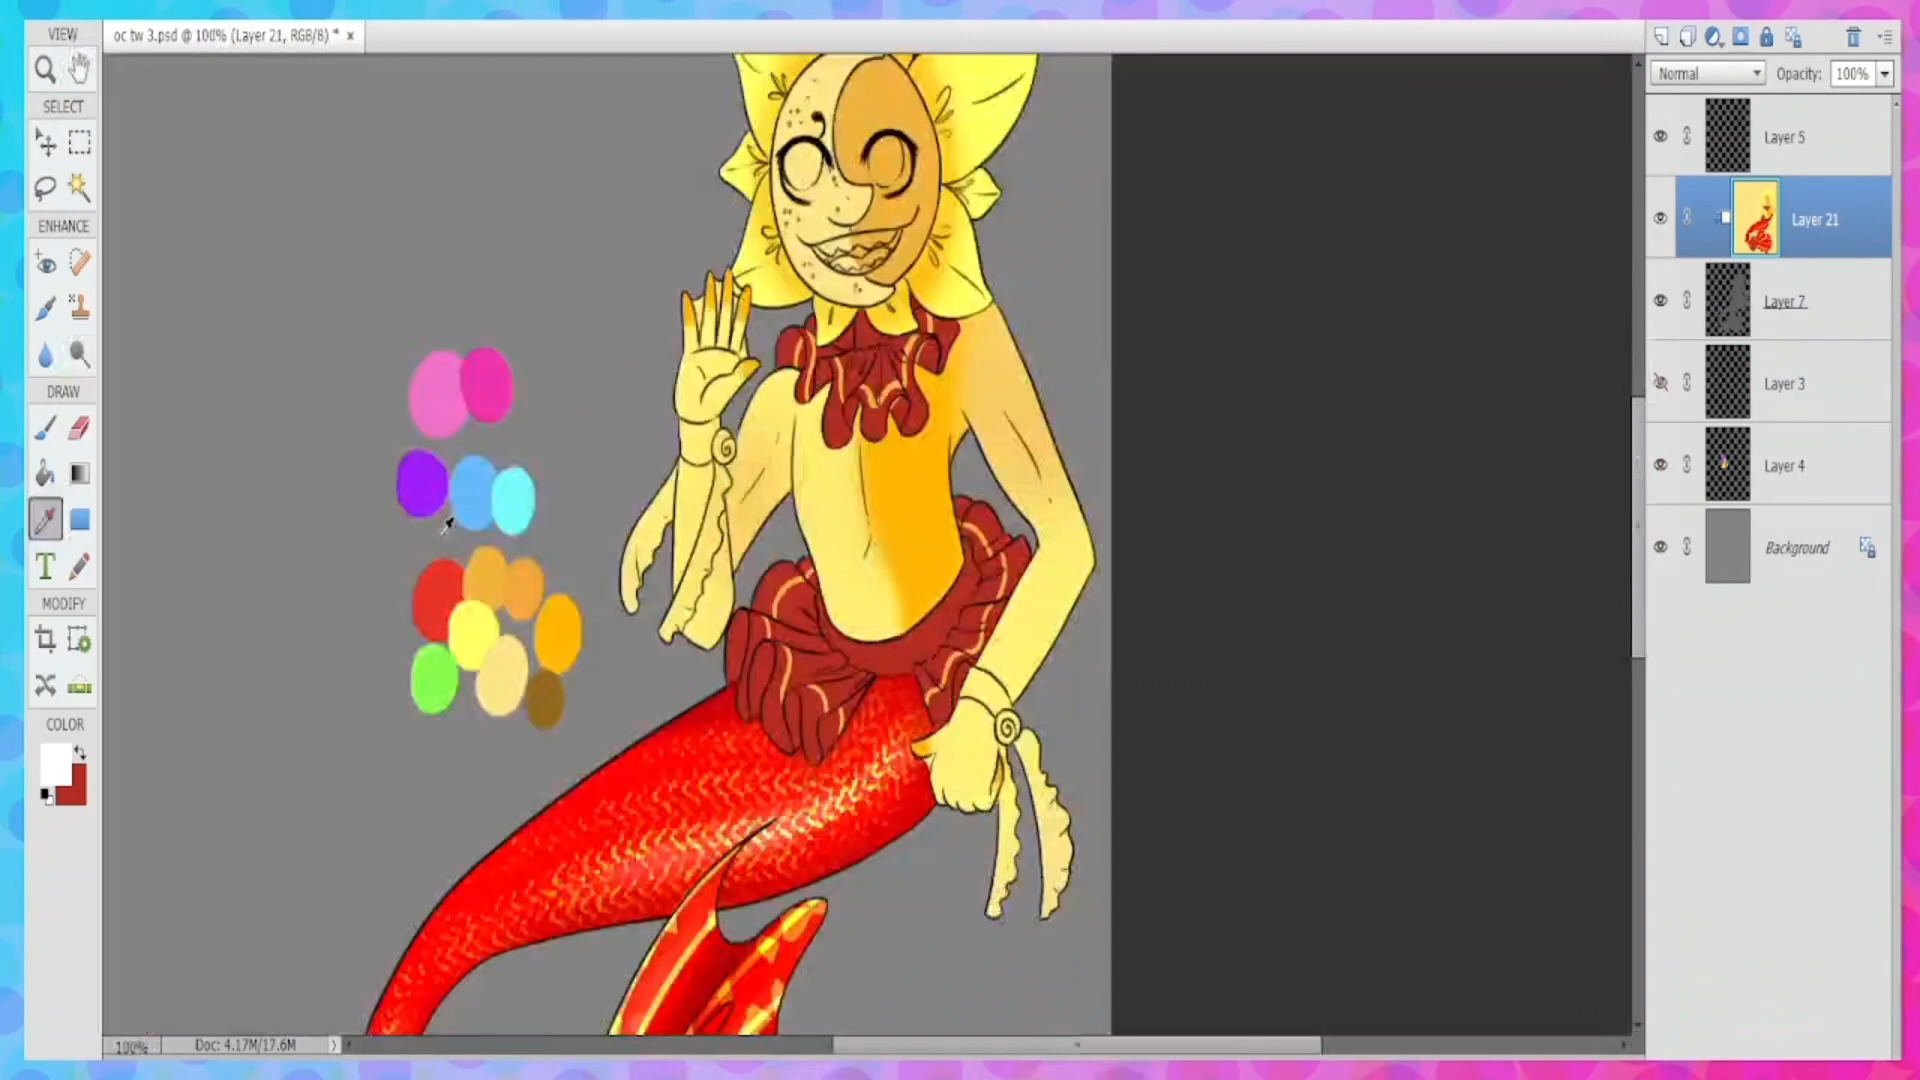 VIEW
oc tw 3.psd @ 100% (Layer 21, RGB/8) * x
SELECT
ENHANCE
DRAW
T
MODIFY
COLOR
100%
Doc: 4.17M/17.6M
Normal
Opacity: 100%
Layer 5
Layer 21
Layer 7
Layer 3
Layer 4
Background